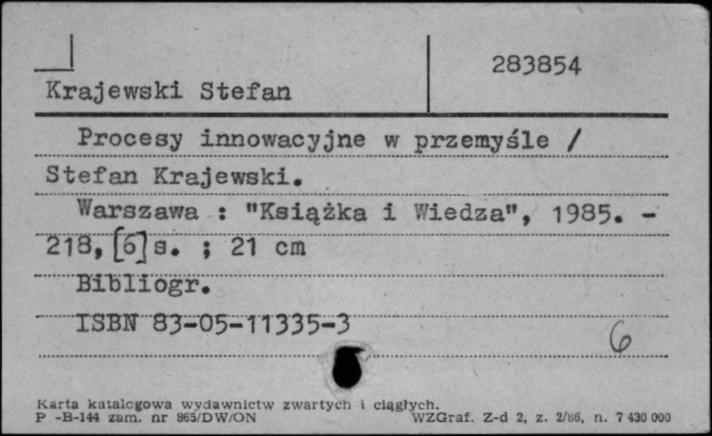 283854
Krajewski Stefan
Procesy innowacyjne w przemyśle /
Stefan Krajewski.
Warszawa : "Książka i Wiedza", 1985. -
218, [6] s. ; 21 cm
Bibliogr.
ISBN 83-05-11335-3
6
Karta katalogowa wydawnictw zwartych i ciągłych.
P -B-144 zam. nr 865/DW/ON WZGraf. Z-d 2, z. 2/86, n. 7 430 000